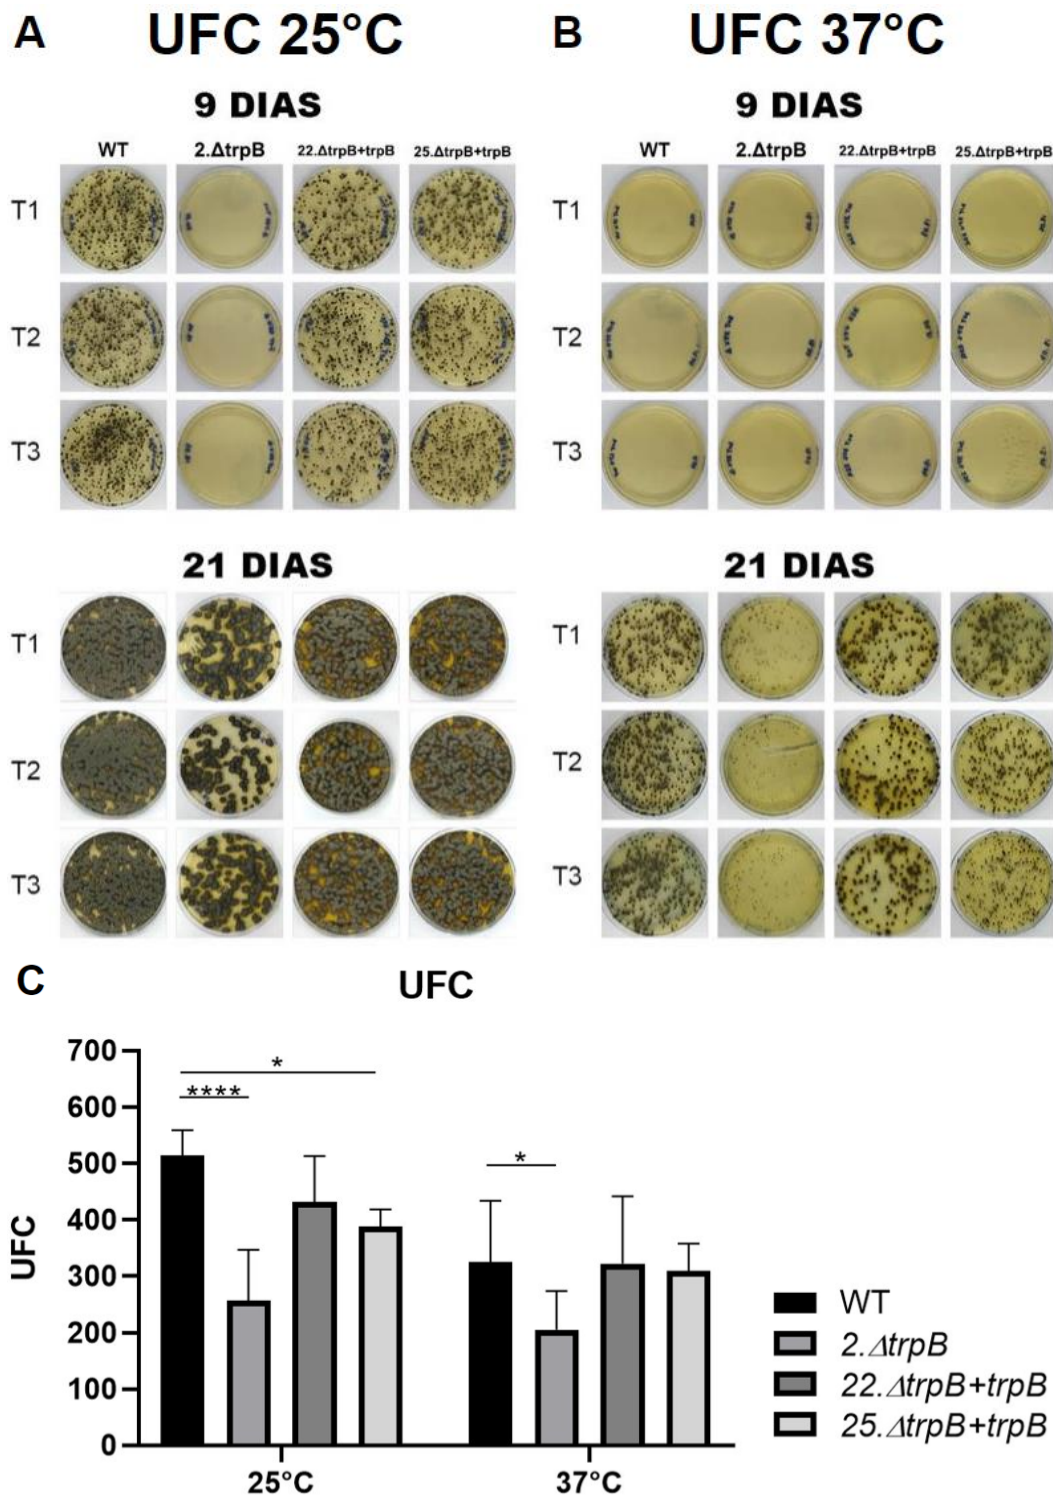 A UFC 25°C
9 DIAS
WT 2.ΔtrpB 22.ΔtrpB+trpB 25.ΔtrpB+trpB
T1
T2
T3
21 DIAS
T1
T2
T3
B UFC 37°C
9 DIAS
WT 2.ΔtrpB 22.ΔtrpB+trpB 25.ΔtrpB+trpB
T1
T2
T3
21 DIAS
T1
T2
T3
C UFC
UFC
700
600
500
400
300
200
100
0
*
****
*
25°C 37°C
WT
2.ΔtrpB
22.ΔtrpB+trpB
25.ΔtrpB+trpB